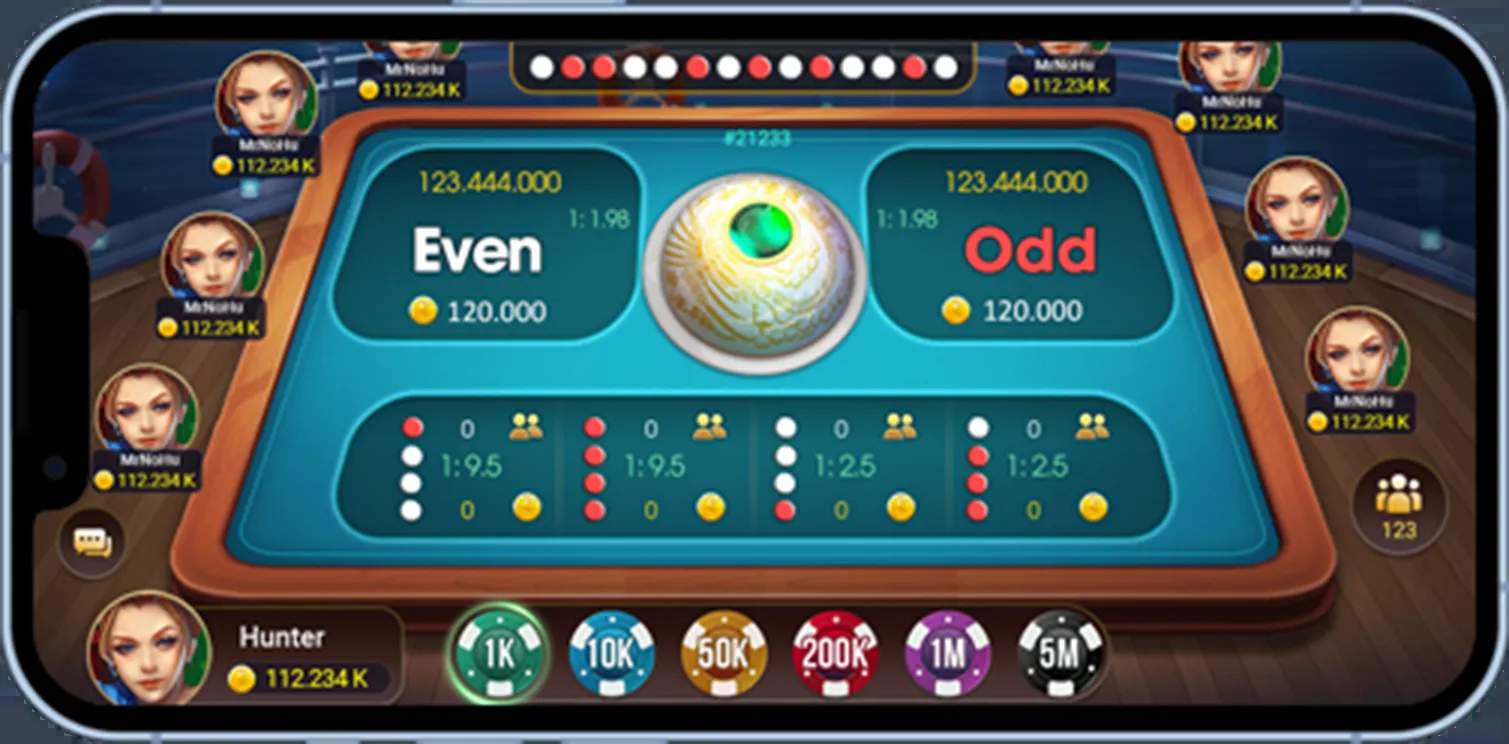 MrNoHu
112.234 K
MrNoHu
112.234 K
MrNoHu
112.234 K
MrNoHu
112.234 K
#21233
123.444.000
1: 1.98
Even
120.000
123.444.000
1: 1.98
Odd
120.000
MrNoHu
112.234 K
MrNoHu
112.234 K
MrNoHu
112.234 K
MrNoHu
112.234 K
0
1: 9.5
0
0
1: 9.5
0
0
1: 2.5
0
0
1: 2.5
0
123
Hunter
112.234 K
1K
10K
50K
200K
1M
5M